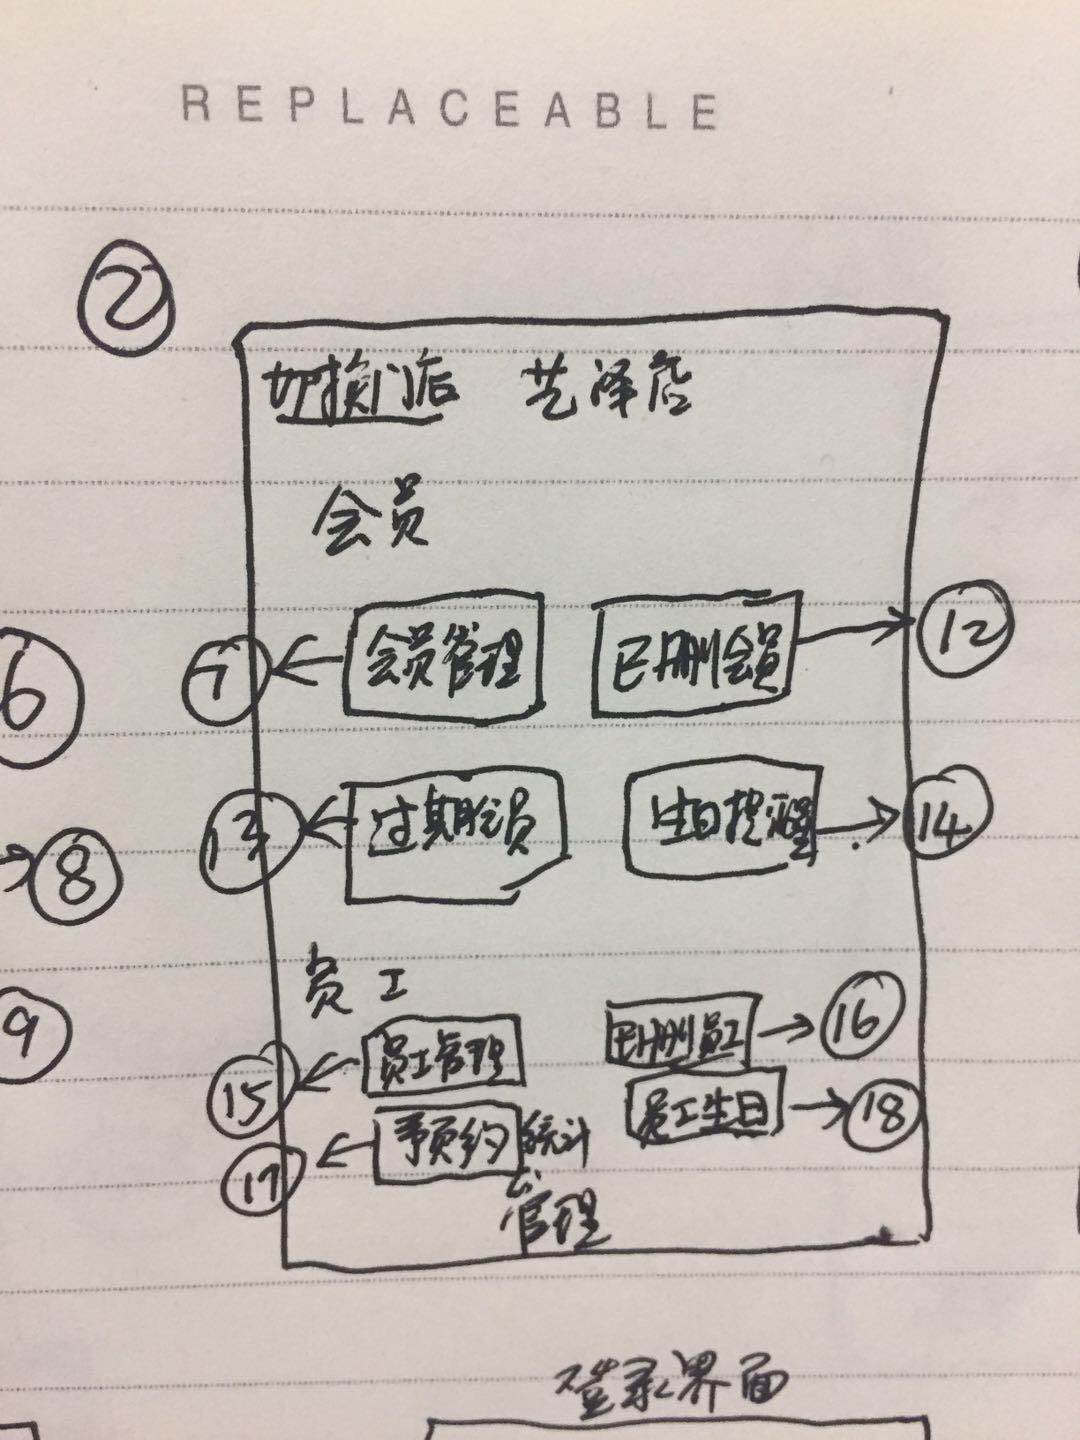 REPLACEABLE
②
切换门店 艺泽店
会员
⑥
⑦ 会员管理 已删会员 ⑫
⑧
⑬ 过期会员 生日提醒 ⑭
员工
⑨
⑮ 员工管理 已删员工 ⑯
⑰ 预约统计 员工生日 ⑱
管理
登录界面